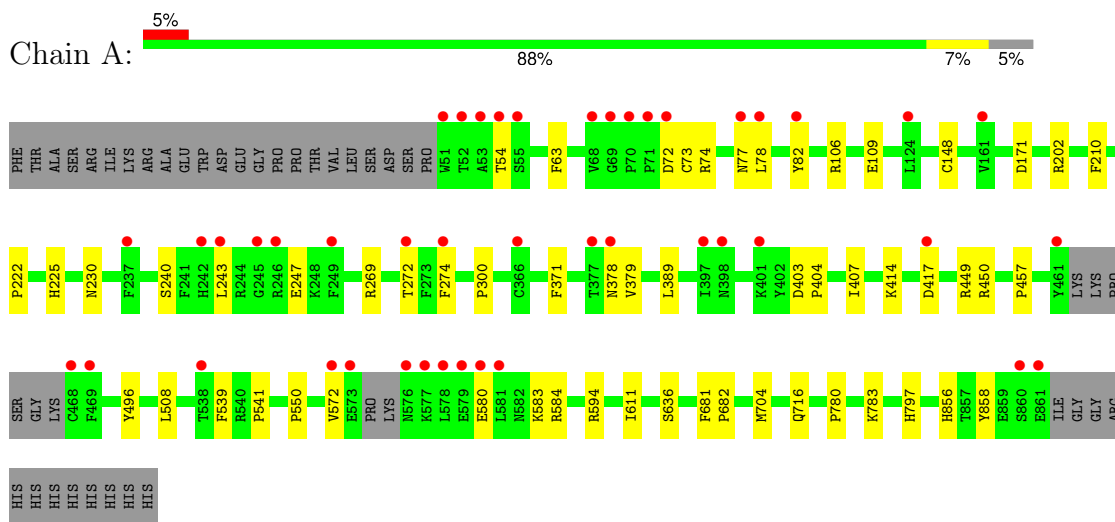 5%
Chain A:
88% 7% 5%
PHE THR ALA SER ARG ILE LYS ARG ALA GLU TRP ASP GLU GLY PRO PRO THR VAL LEU SER ASP SER PRO W51 T52 A53 T54 S55 F63 V68 G69 P70 P71 D72 C73 R74 N77 L78 Y82 R106 E109 L124 C148 V161 D171 R202 F210
P222 H225 N230 F237 S240 F241 H242 L243 R244 G245 R246 E247 K248 F249 R269 T272 F273 F274 P300 C366 F371 T377 N378 V379 L389 I397 N398 K401 Y402 D403 P404 I407 K414 D417 R449 R450 P457 Y461 LYS LYS PRO
SER GLY LYS C468 F469 Y496 L508 T538 F539 R540 P541 P550 V572 E573 PRO LYS N576 K577 L578 E579 E580 L581 N582 K583 R584 R594 I611 S636 F681 P682 M704 Q716 P780 K783 H797 H856 T857 Y858 E859 S860 E861 ILE GLY GLY ARG
HIS HIS HIS HIS HIS HIS HIS HIS